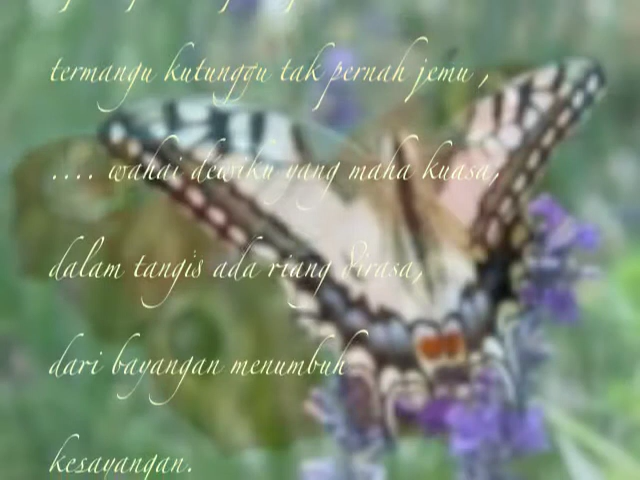 termangu kutunggu tak pernah jemu ,
.... wahai dewiku yang maha kuasa,
dalam tangis ada riang dirasa,
dari bayangan menumbuh
kesayangan.